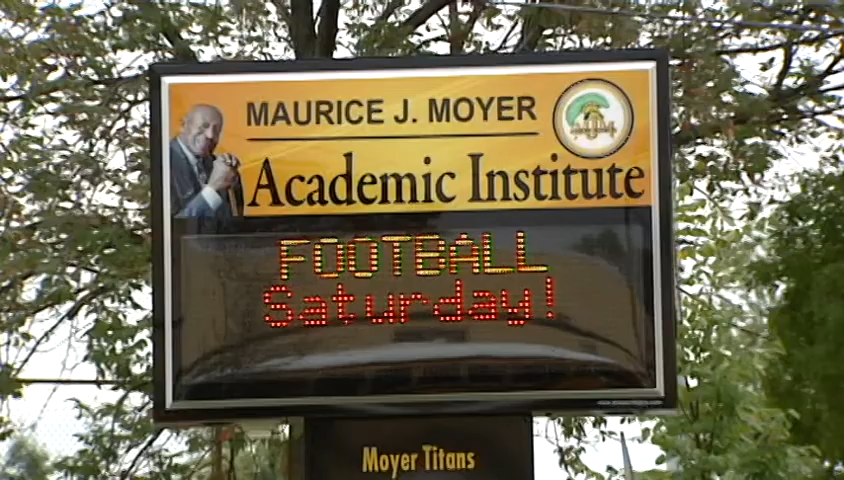 MAURICE J. MOYER
Academic Institute
FOOTBALL
Saturday!
Moyer Titans